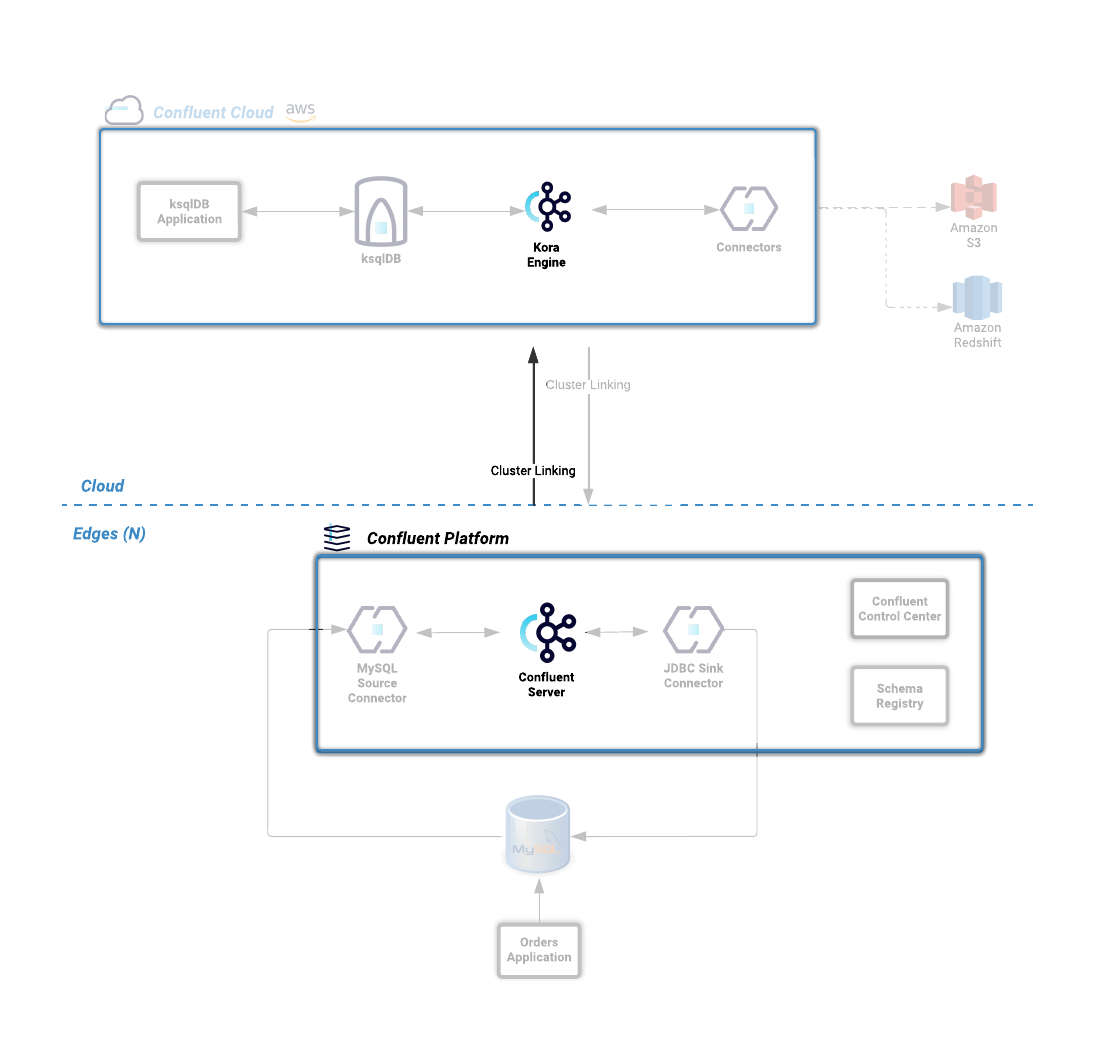 Confluent Cloud
aws
ksqlDB
Application
ksqlDB
Kora
Engine
Connectors
Amazon
S3
Amazon
Redshift
Cluster Linking
Cluster Linking
Cloud
Edges (N)
Confluent Platform
MySQL
Source
Connector
Confluent
Server
JDBC Sink
Connector
Confluent
Control Center
Schema
Registry
MySQL
Orders
Application